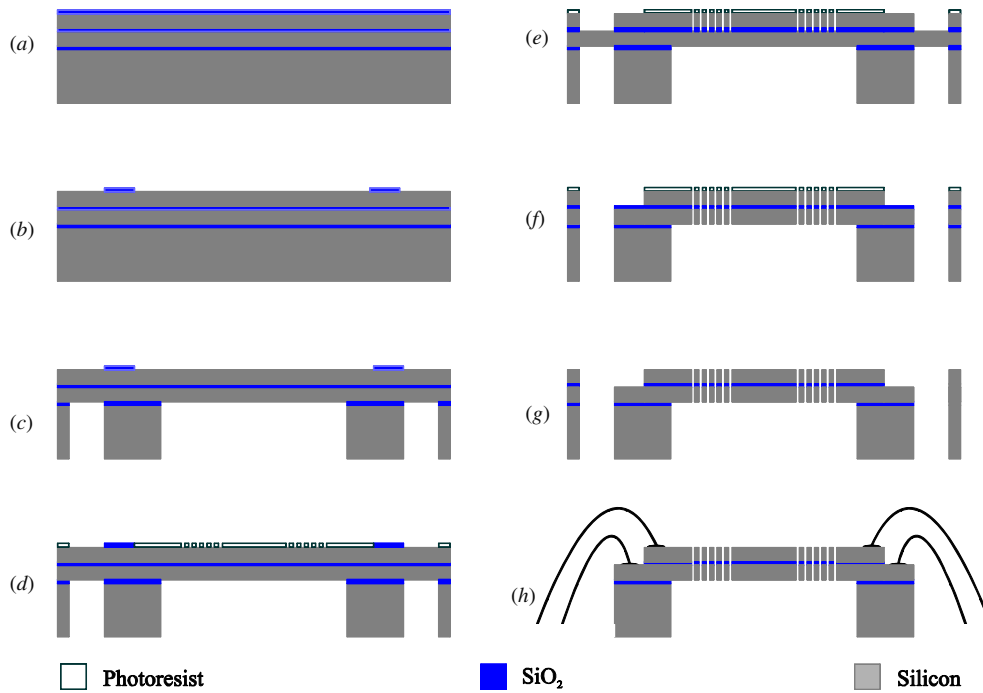 (a)
(b)
(c)
(d)
(e)
(f)
(g)
(h)
Photoresist
SiO₂
Silicon